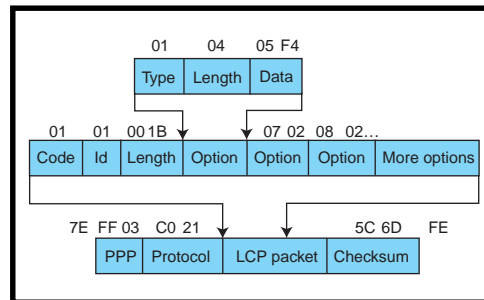 01 04 05 F4
Type Length Data
01 01 00 1B 07 02 08 02...
Code Id Length Option Option Option More options
7E FF 03 C0 21 5C 6D FE
PPP Protocol LCP packet Checksum